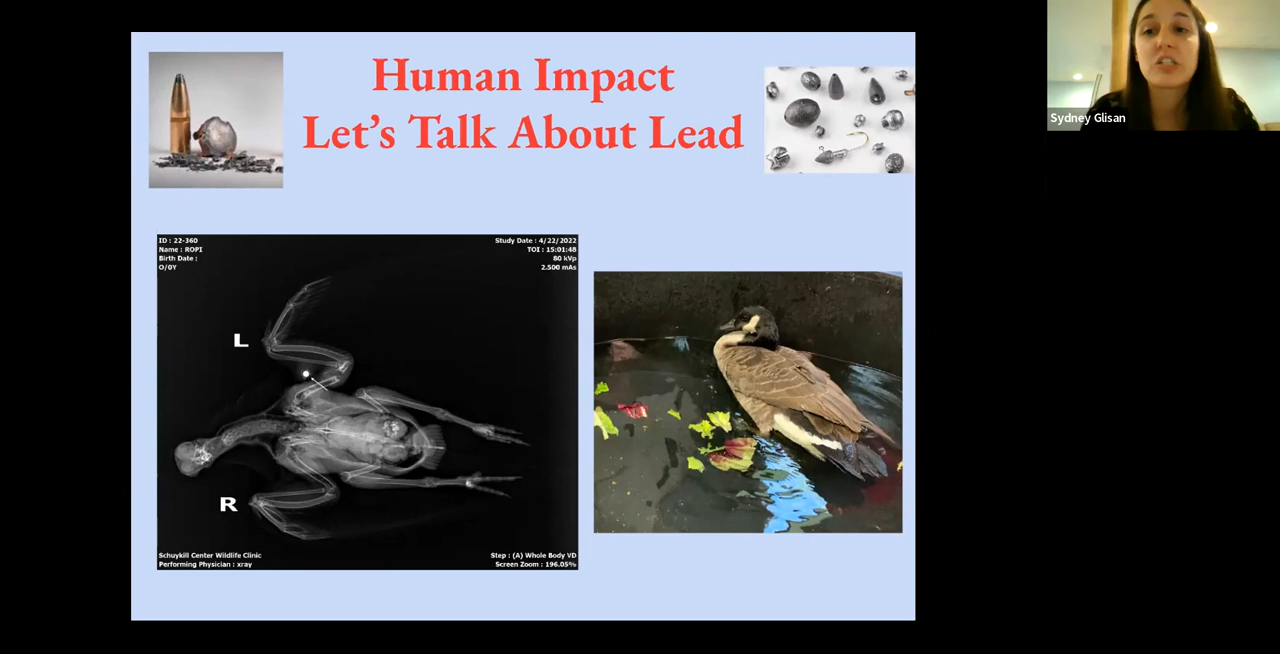 Human Impact
Let's Talk About Lead
Sydney Glisan
ID : 22-360
Name : ROPI
Birth Date :
O/0Y
Study Date : 4/22/2022
TOI : 15:01:48
80 kVp
2.500 mAs
L
R
Schuykill Center Wildlife Clinic
Performing Physician : xray
Step : (A) Whole Body VD
Screen Zoom : 196.05%